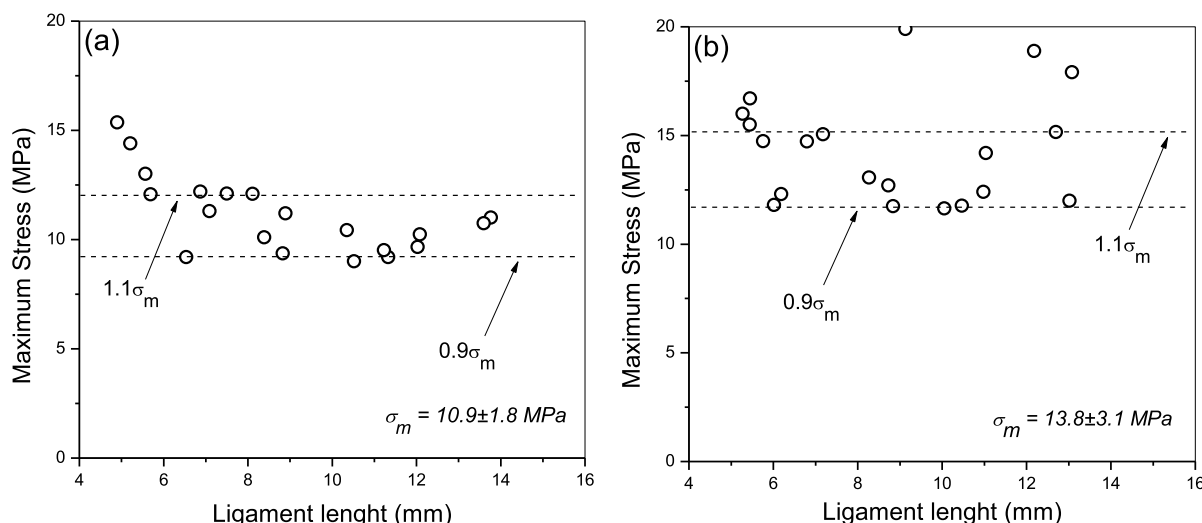 (a)
Maximum Stress (MPa)
20
15
10
5
0
1.1σm
0.9σm
σm = 10.9±1.8 MPa
4 6 8 10 12 14 16
Ligament lenght (mm)
(b)
Maximum Stress (MPa)
20
15
10
5
0
1.1σm
0.9σm
σm = 13.8±3.1 MPa
4 6 8 10 12 14 16
Ligament lenght (mm)